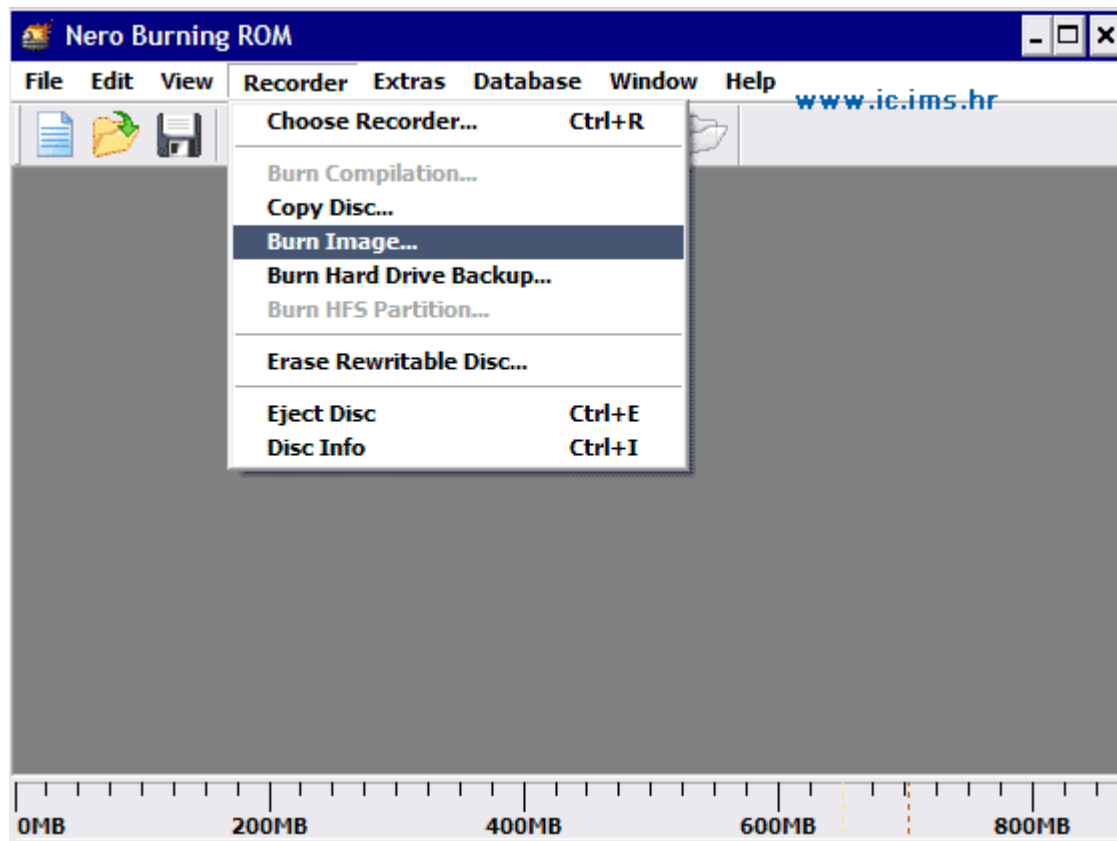 Nero Burning ROM
File Edit View Recorder Extras Database Window Help
www.ic.ims.hr
Choose Recorder... Ctrl+R
Burn Compilation...
Copy Disc...
Burn Image...
Burn Hard Drive Backup...
Burn HFS Partition...
Erase Rewritable Disc...
Eject Disc Ctrl+E
Disc Info Ctrl+I
0MB 200MB 400MB 600MB 800MB